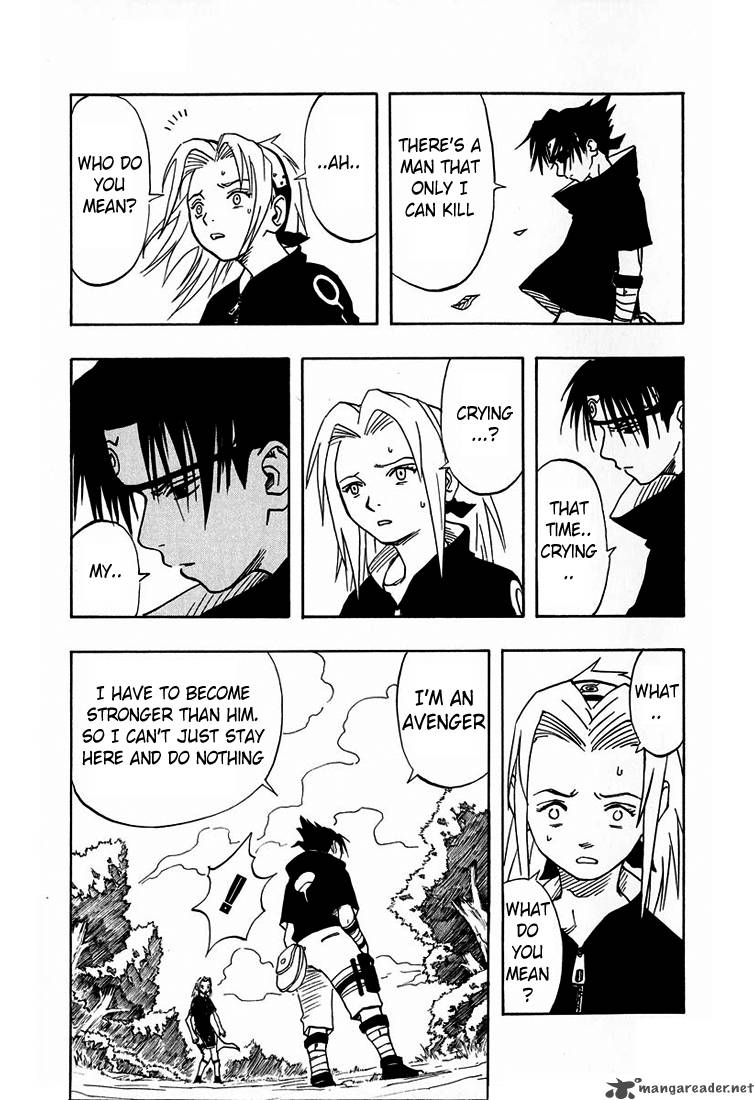 THERE'S A
MAN THAT
ONLY I
CAN KILL
..AH..
WHO DO
YOU
MEAN?
THAT
TIME..
CRYING
..
CRYING
...?
MY..
WHAT
..
WHAT
DO YOU
MEAN
?
I'M AN
AVENGER
I HAVE TO BECOME
STRONGER THAN HIM.
SO I CAN'T JUST STAY
HERE AND DO NOTHING
!
mangareader.net